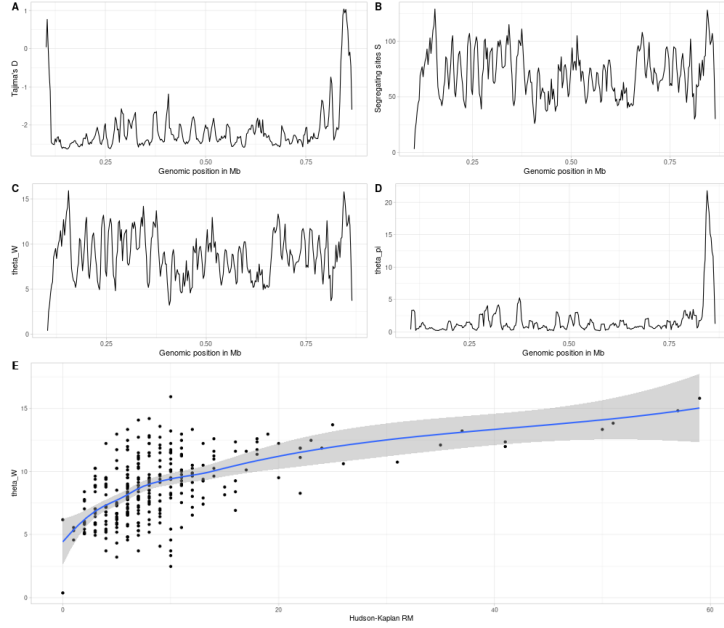 A
Tajima's D
1
0
-1
-2
0.25 0.50 0.75
Genomic position in Mb
B
Segregating sites S
100
50
0
0.25 0.50 0.75
Genomic position in Mb
C
theta_W
15
10
5
0
0.25 0.50 0.75
Genomic position in Mb
D
theta_pi
20
15
10
5
0
0.25 0.50 0.75
Genomic position in Mb
E
theta_W
15
10
5
0
0 20 40 60
Hudson-Kaplan RM